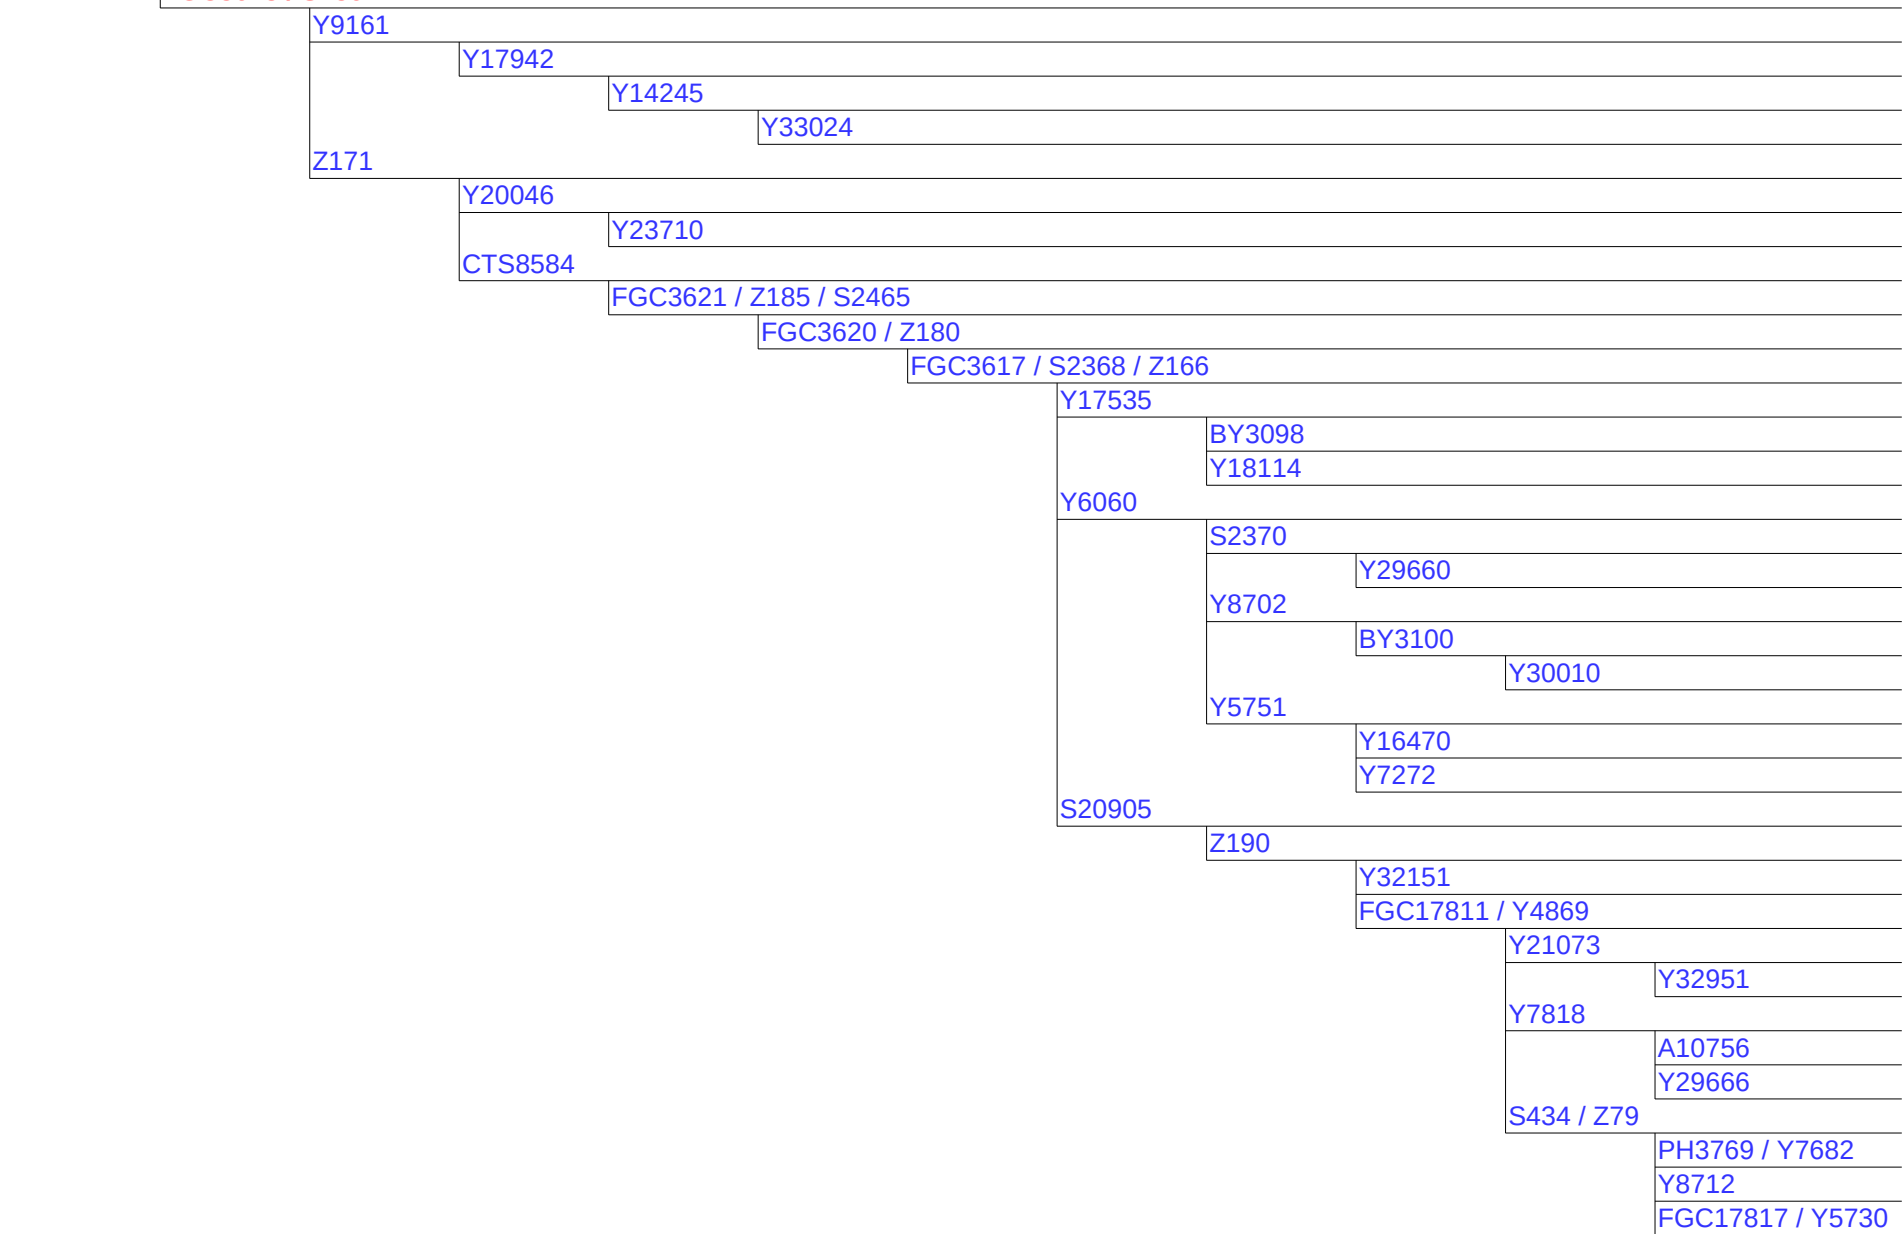 Y9161
Y17942
Y14245
Y33024
Z171
Y20046
Y23710
CTS8584
FGC3621 / Z185 / S2465
FGC3620 / Z180
FGC3617 / S2368 / Z166
Y17535
BY3098
Y18114
Y6060
S2370
Y29660
Y8702
BY3100
Y30010
Y5751
Y16470
Y7272
S20905
Z190
Y32151
FGC17811 / Y4869
Y21073
Y32951
Y7818
A10756
Y29666
S434 / Z79
PH3769 / Y7682
Y8712
FGC17817 / Y5730